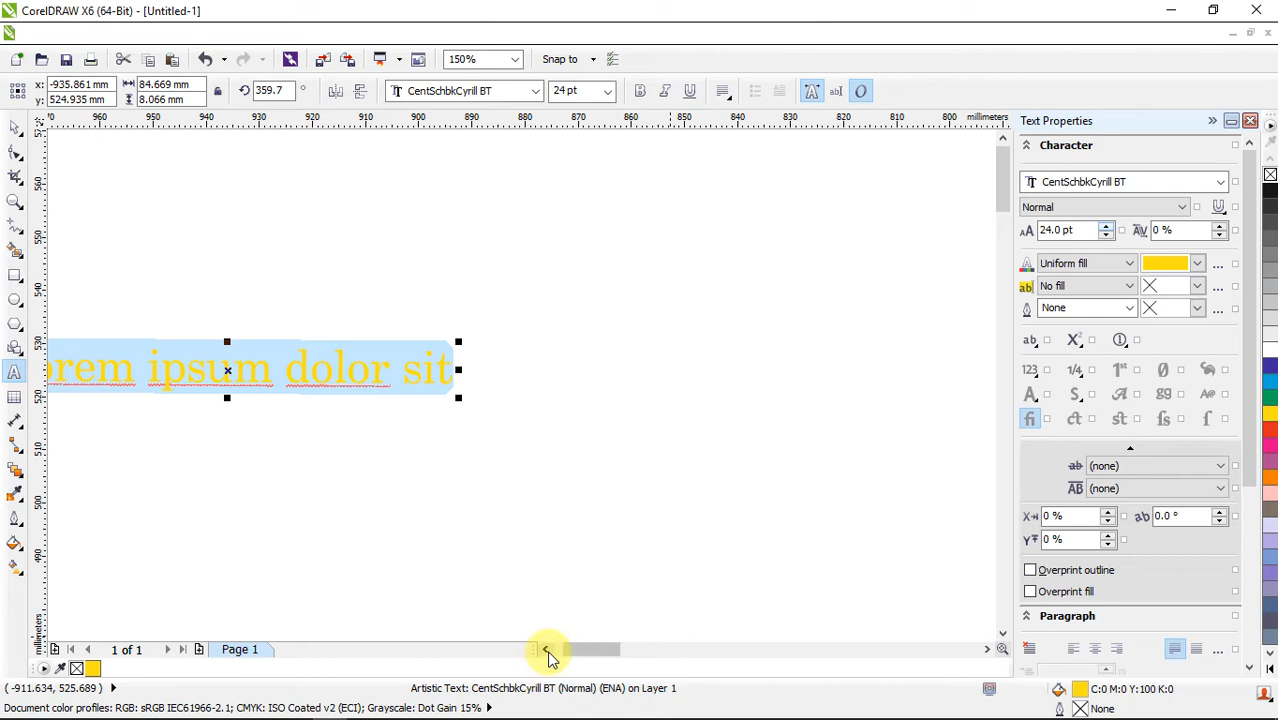 CorelDRAW X6 (64-Bit) - [Untitled-1]
150%
Snap to
x: -935.861 mm
y: 524.935 mm
84.669 mm
8.066 mm
359.7 °
CentSchbkCyrill BT
24 pt
960 950 940 930 920 910 900 890 880 870 860 850 840 830 820 810 800 millimeters
560
550
540
530
520
510
500
490
millimeters
orem ipsum dolor sit
Text Properties
Character
CentSchbkCyrill BT
Normal
24.0 pt
0 %
Uniform fill
No fill
None
(none)
(none)
0 %
0.0 °
0 %
Overprint outline
Overprint fill
Paragraph
1 of 1
Page 1
(-911.634, 525.689)
Artistic Text: CentSchbkCyrill BT (Normal) (ENA) on Layer 1
C:0 M:0 Y:100 K:0
Document color profiles: RGB: sRGB IEC61966-2.1; CMYK: ISO Coated v2 (ECI); Grayscale: Dot Gain 15%
None